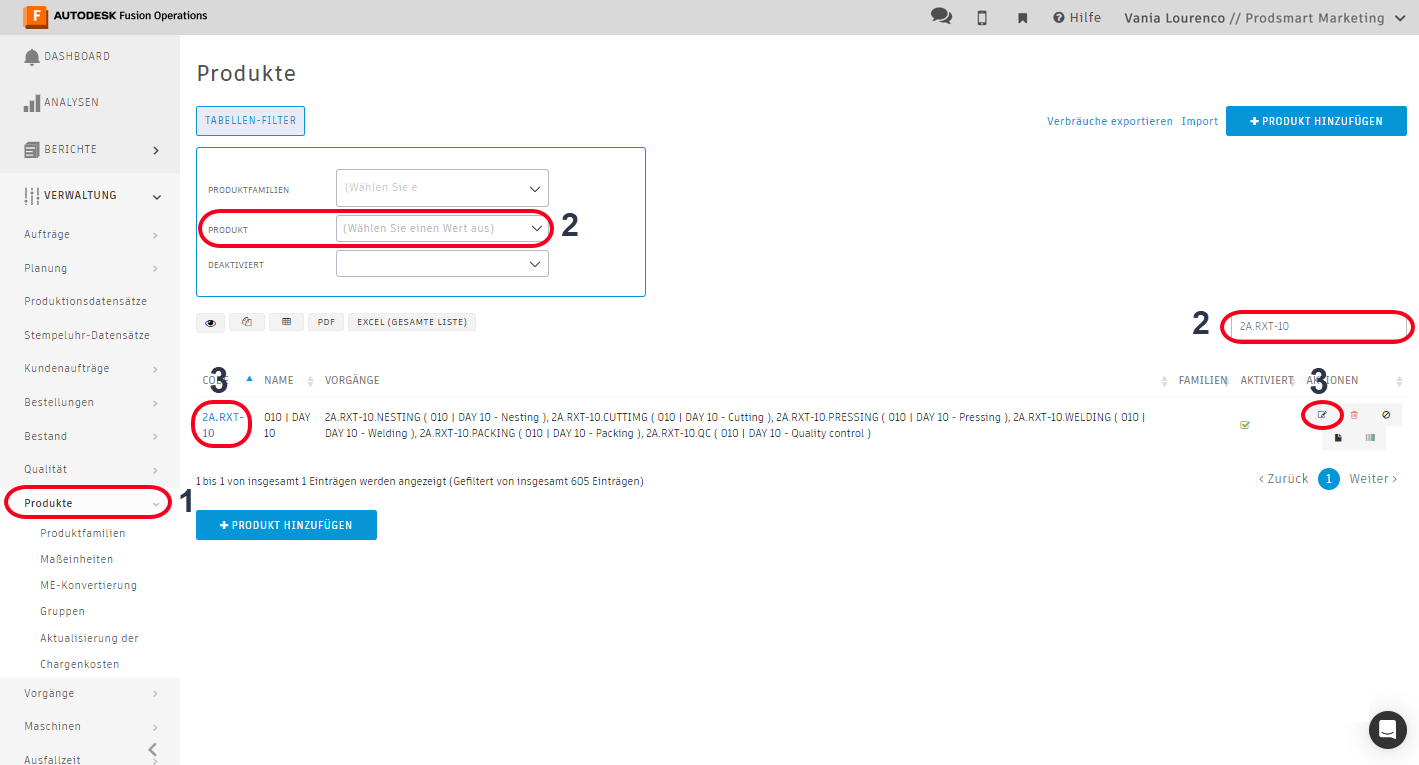 F AUTODESK Fusion Operations
Hilfe
Vania Lourenco // Prodsmart Marketing
DASHBOARD
ANALYSEN
BERICHTE
VERWALTUNG
Aufträge
Planung
Produktionsdatensätze
Stempeluhr-Datensätze
Kundenaufträge
Bestellungen
Bestand
Qualität
Produkte
1
Produktfamilien
Maßeinheiten
ME-Konvertierung
Gruppen
Aktualisierung der
Chargenkosten
Vorgänge
Maschinen
Ausfallzeit
Produkte
TABELLEN-FILTER
Verbräuche exportieren Import + PRODUKT HINZUFÜGEN
PRODUKTFAMILIEN (Wählen Sie e
PRODUKT (Wählen Sie einen Wert aus) 2
DEAKTIVIERT
PDF EXCEL (GESAMTE LISTE)
2 2A.RXT-10
3 3
CODE NAME VORGÄNGE FAMILIEN AKTIVIERT AKTIONEN
2A.RXT-
10
010 | DAY
10
2A.RXT-10.NESTING ( 010 | DAY 10 - Nesting ), 2A.RXT-10.CUTTIMG ( 010 | DAY 10 - Cutting ), 2A.RXT-10.PRESSING ( 010 | DAY 10 - Pressing ), 2A.RXT-10.WELDING ( 010 |
DAY 10 - Welding ), 2A.RXT-10.PACKING ( 010 | DAY 10 - Packing ), 2A.RXT-10.QC ( 010 | DAY 10 - Quality control )
1 bis 1 von insgesamt 1 Einträgen werden angezeigt (Gefiltert von insgesamt 605 Einträgen)
‹ Zurück 1 Weiter ›
+ PRODUKT HINZUFÜGEN